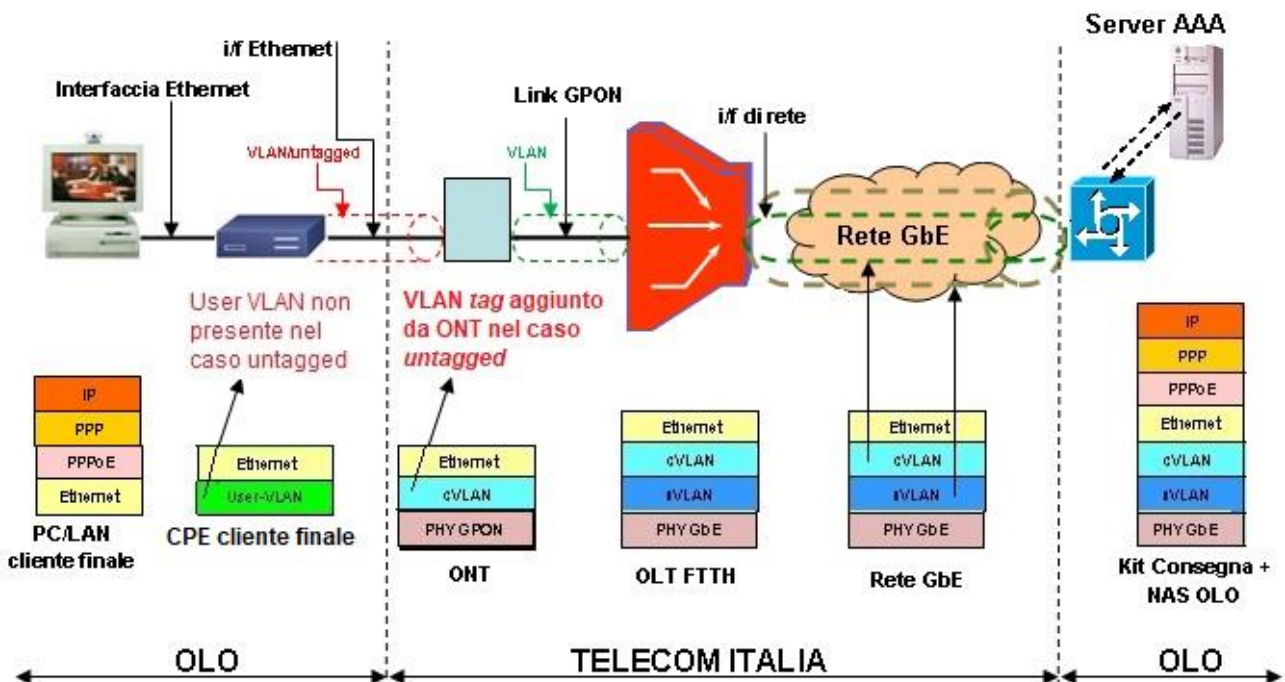 Server AAA
i/f Ethernet
Interfaccia Ethernet
Link GPON
i/f di rete
VLAN/untagged
VLAN
Rete GbE
User VLAN non
presente nel
caso untagged
VLAN tag aggiunto
da ONT nel caso
untagged
IP
PPP
PPPoE
Ethernet
PC/LAN
cliente finale
Ethernet
User-VLAN
CPE cliente finale
Ethernet
cVLAN
PHY GPON
ONT
Ethernet
cVLAN
sVLAN
PHY GbE
OLT FTTH
Ethernet
cVLAN
sVLAN
PHY GbE
Rete GbE
IP
PPP
PPPoE
Ethernet
cVLAN
sVLAN
PHY GbE
Kit Consegna +
NAS OLO
OLO
TELECOM ITALIA
OLO